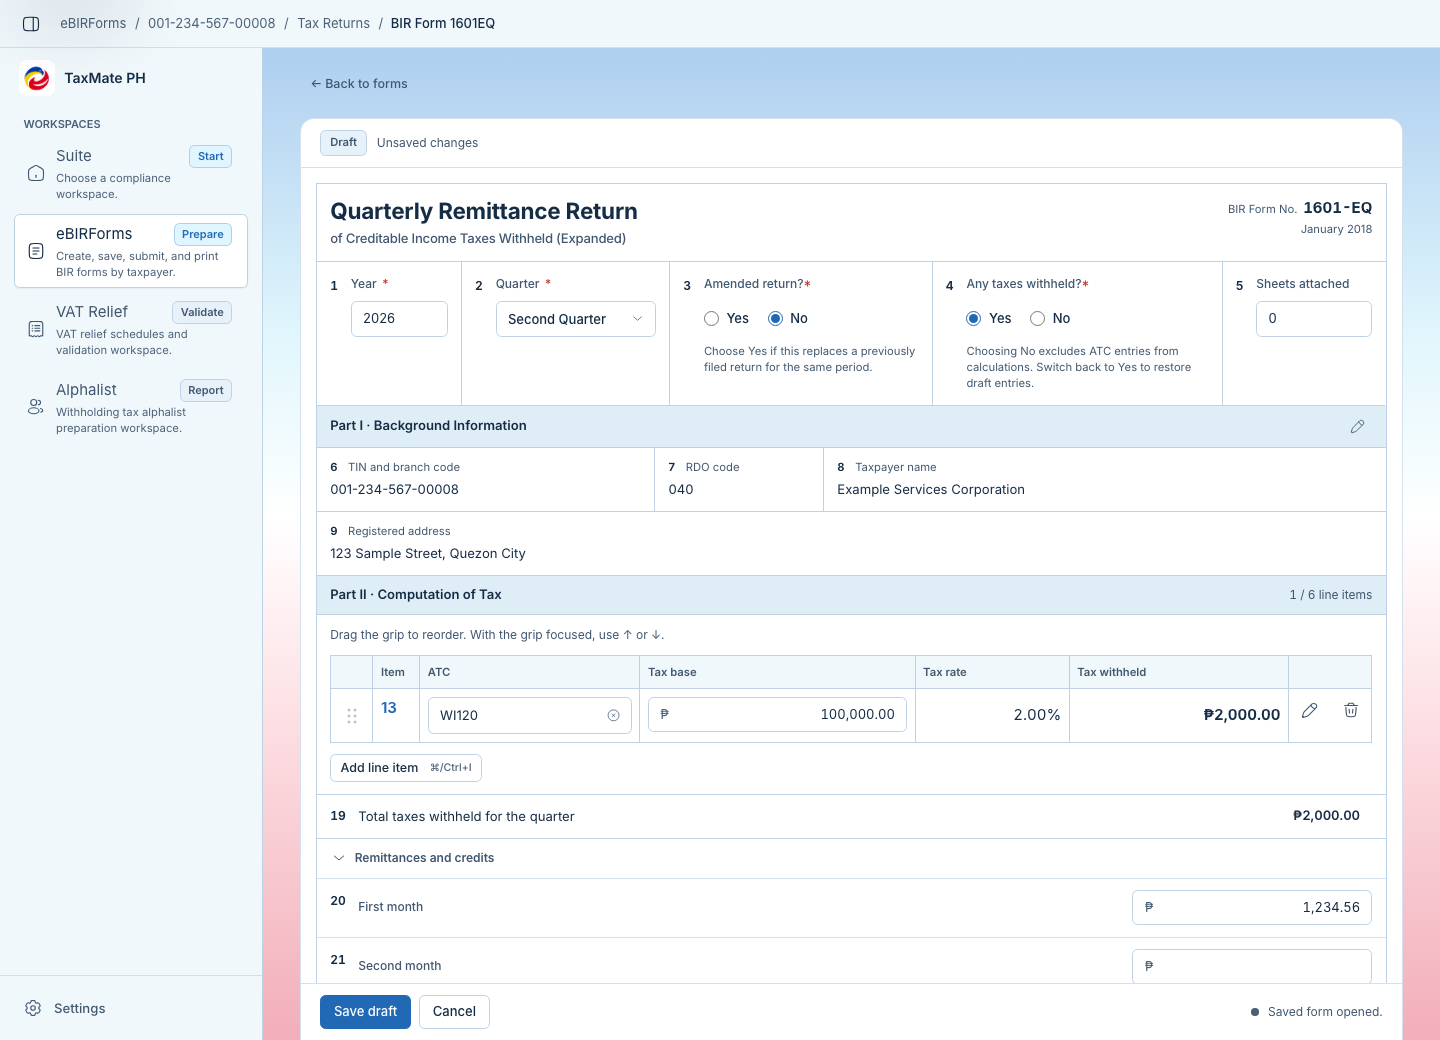 eBIRForms / 001-234-567-00008 / Tax Returns / BIR Form 1601EQ
TaxMate PH
WORKSPACES
Suite
Start
Choose a compliance
workspace.
eBIRForms
Prepare
Create, save, submit, and print
BIR forms by taxpayer.
VAT Relief
Validate
VAT relief schedules and
validation workspace.
Alphalist
Report
Withholding tax alphalist
preparation workspace.
Settings
← Back to forms
Draft
Unsaved changes
Quarterly Remittance Return
of Creditable Income Taxes Withheld (Expanded)
BIR Form No. 1601-EQ
January 2018
1 Year *
2026
2 Quarter *
Second Quarter
3 Amended return?*
Yes No
Choose Yes if this replaces a previously
filed return for the same period.
4 Any taxes withheld?*
Yes No
Choosing No excludes ATC entries from
calculations. Switch back to Yes to restore
draft entries.
5 Sheets attached
0
Part I · Background Information
6 TIN and branch code
001-234-567-00008
7 RDO code
040
8 Taxpayer name
Example Services Corporation
9 Registered address
123 Sample Street, Quezon City
Part II · Computation of Tax
1 / 6 line items
Drag the grip to reorder. With the grip focused, use ↑ or ↓.
Item ATC Tax base Tax rate Tax withheld
13 WI120 ₱ 100,000.00 2.00% ₱2,000.00
Add line item ⌘/Ctrl+I
19 Total taxes withheld for the quarter ₱2,000.00
Remittances and credits
20 First month ₱ 1,234.56
21 Second month ₱
Save draft
Cancel
Saved form opened.